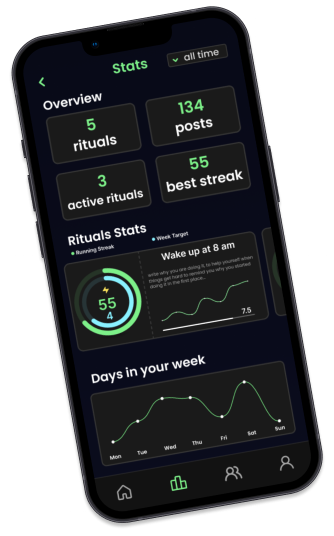 Stats
all time
Overview
5
rituals
134
posts
3
active rituals
55
best streak
Rituals Stats
Running Streak
Week Target
Wake up at 8 am
write why you are doing it, to help yourself when
things get hard to remind you why you started
doing it in the first place...
55
4
7.5
Days in your week
Mon
Tue
Wed
Thu
Fri
Sat
Sun